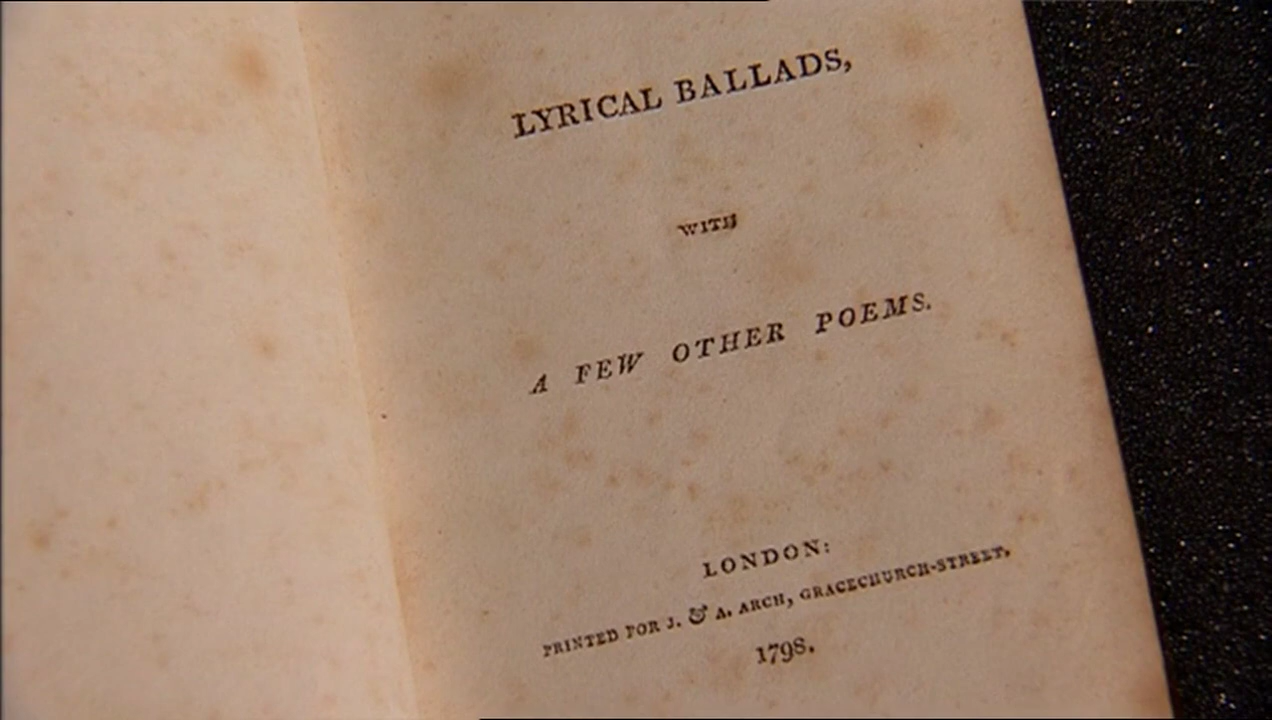 LYRICAL BALLADS,
WITH
A FEW OTHER POEMS.
LONDON:
PRINTED FOR J. & A. ARCH, GRACECHURCH-STREET.
1798.